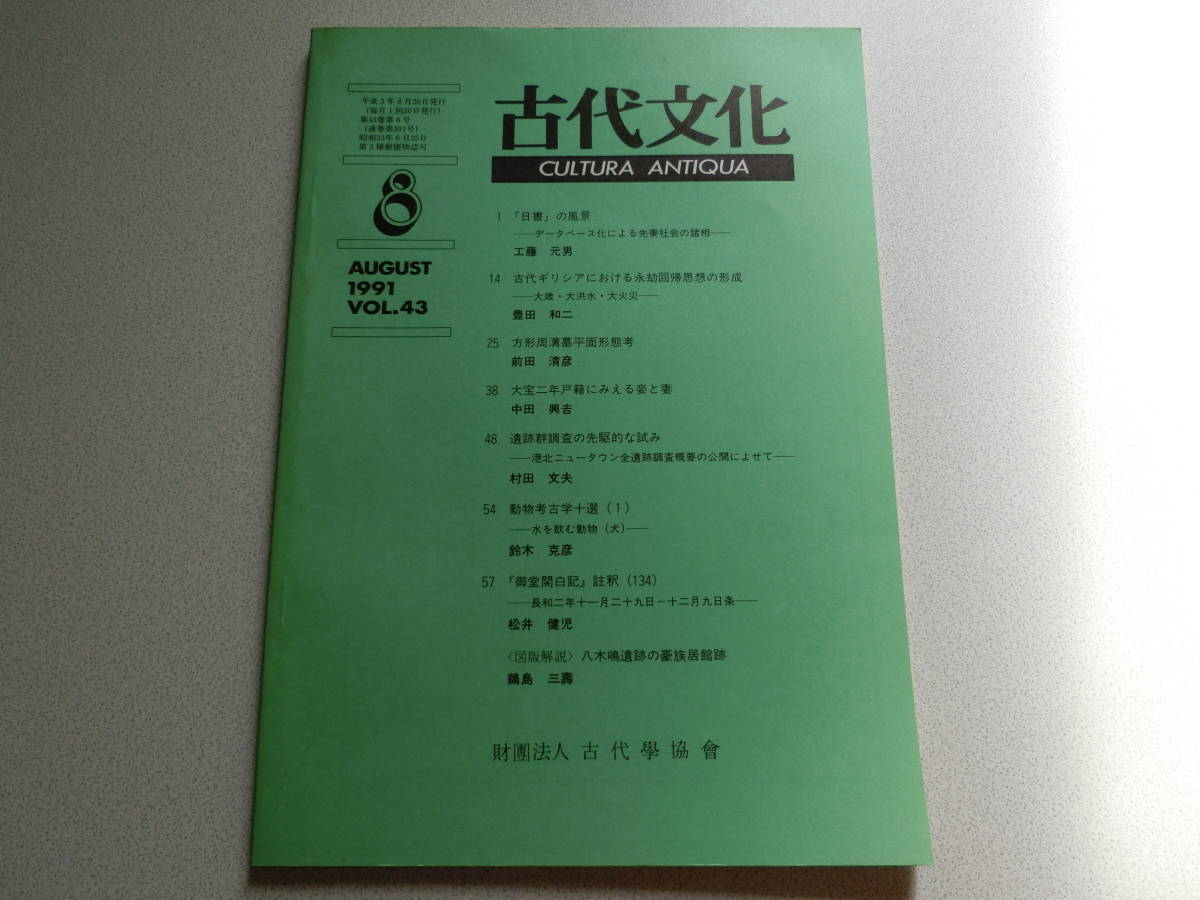 平成3年8月20日発行
(毎月1回20日発行)
第43巻第8号
(通巻第391号)
昭和33年6月25日
第3種郵便物認可
8
AUGUST
1991
VOL.43
古代文化
CULTURA ANTIQUA
1 『日書』の風景
──データベース化による先秦社会の諸相──
工藤 元男
14 古代ギリシアにおける永劫回帰思想の形成
──大歳・大洪水・大火災──
豊田 和二
25 方形周溝墓平面形態考
前田 清彦
38 大宝二年戸籍にみえる妾と妻
中田 興吉
48 遺跡群調査の先駆的な試み
──港北ニュータウン全遺跡調査概要の公開によせて──
村田 文夫
54 動物考古学十選(1)
──水を飲む動物(犬)──
鈴木 克彦
57 『御堂関白記』註釈(134)
──長和二年十一月二十九日－十二月九日条──
松井 健児
〈図版解説〉八木嶋遺跡の豪族居館跡
鵜島 三壽
財團法人 古代學協會